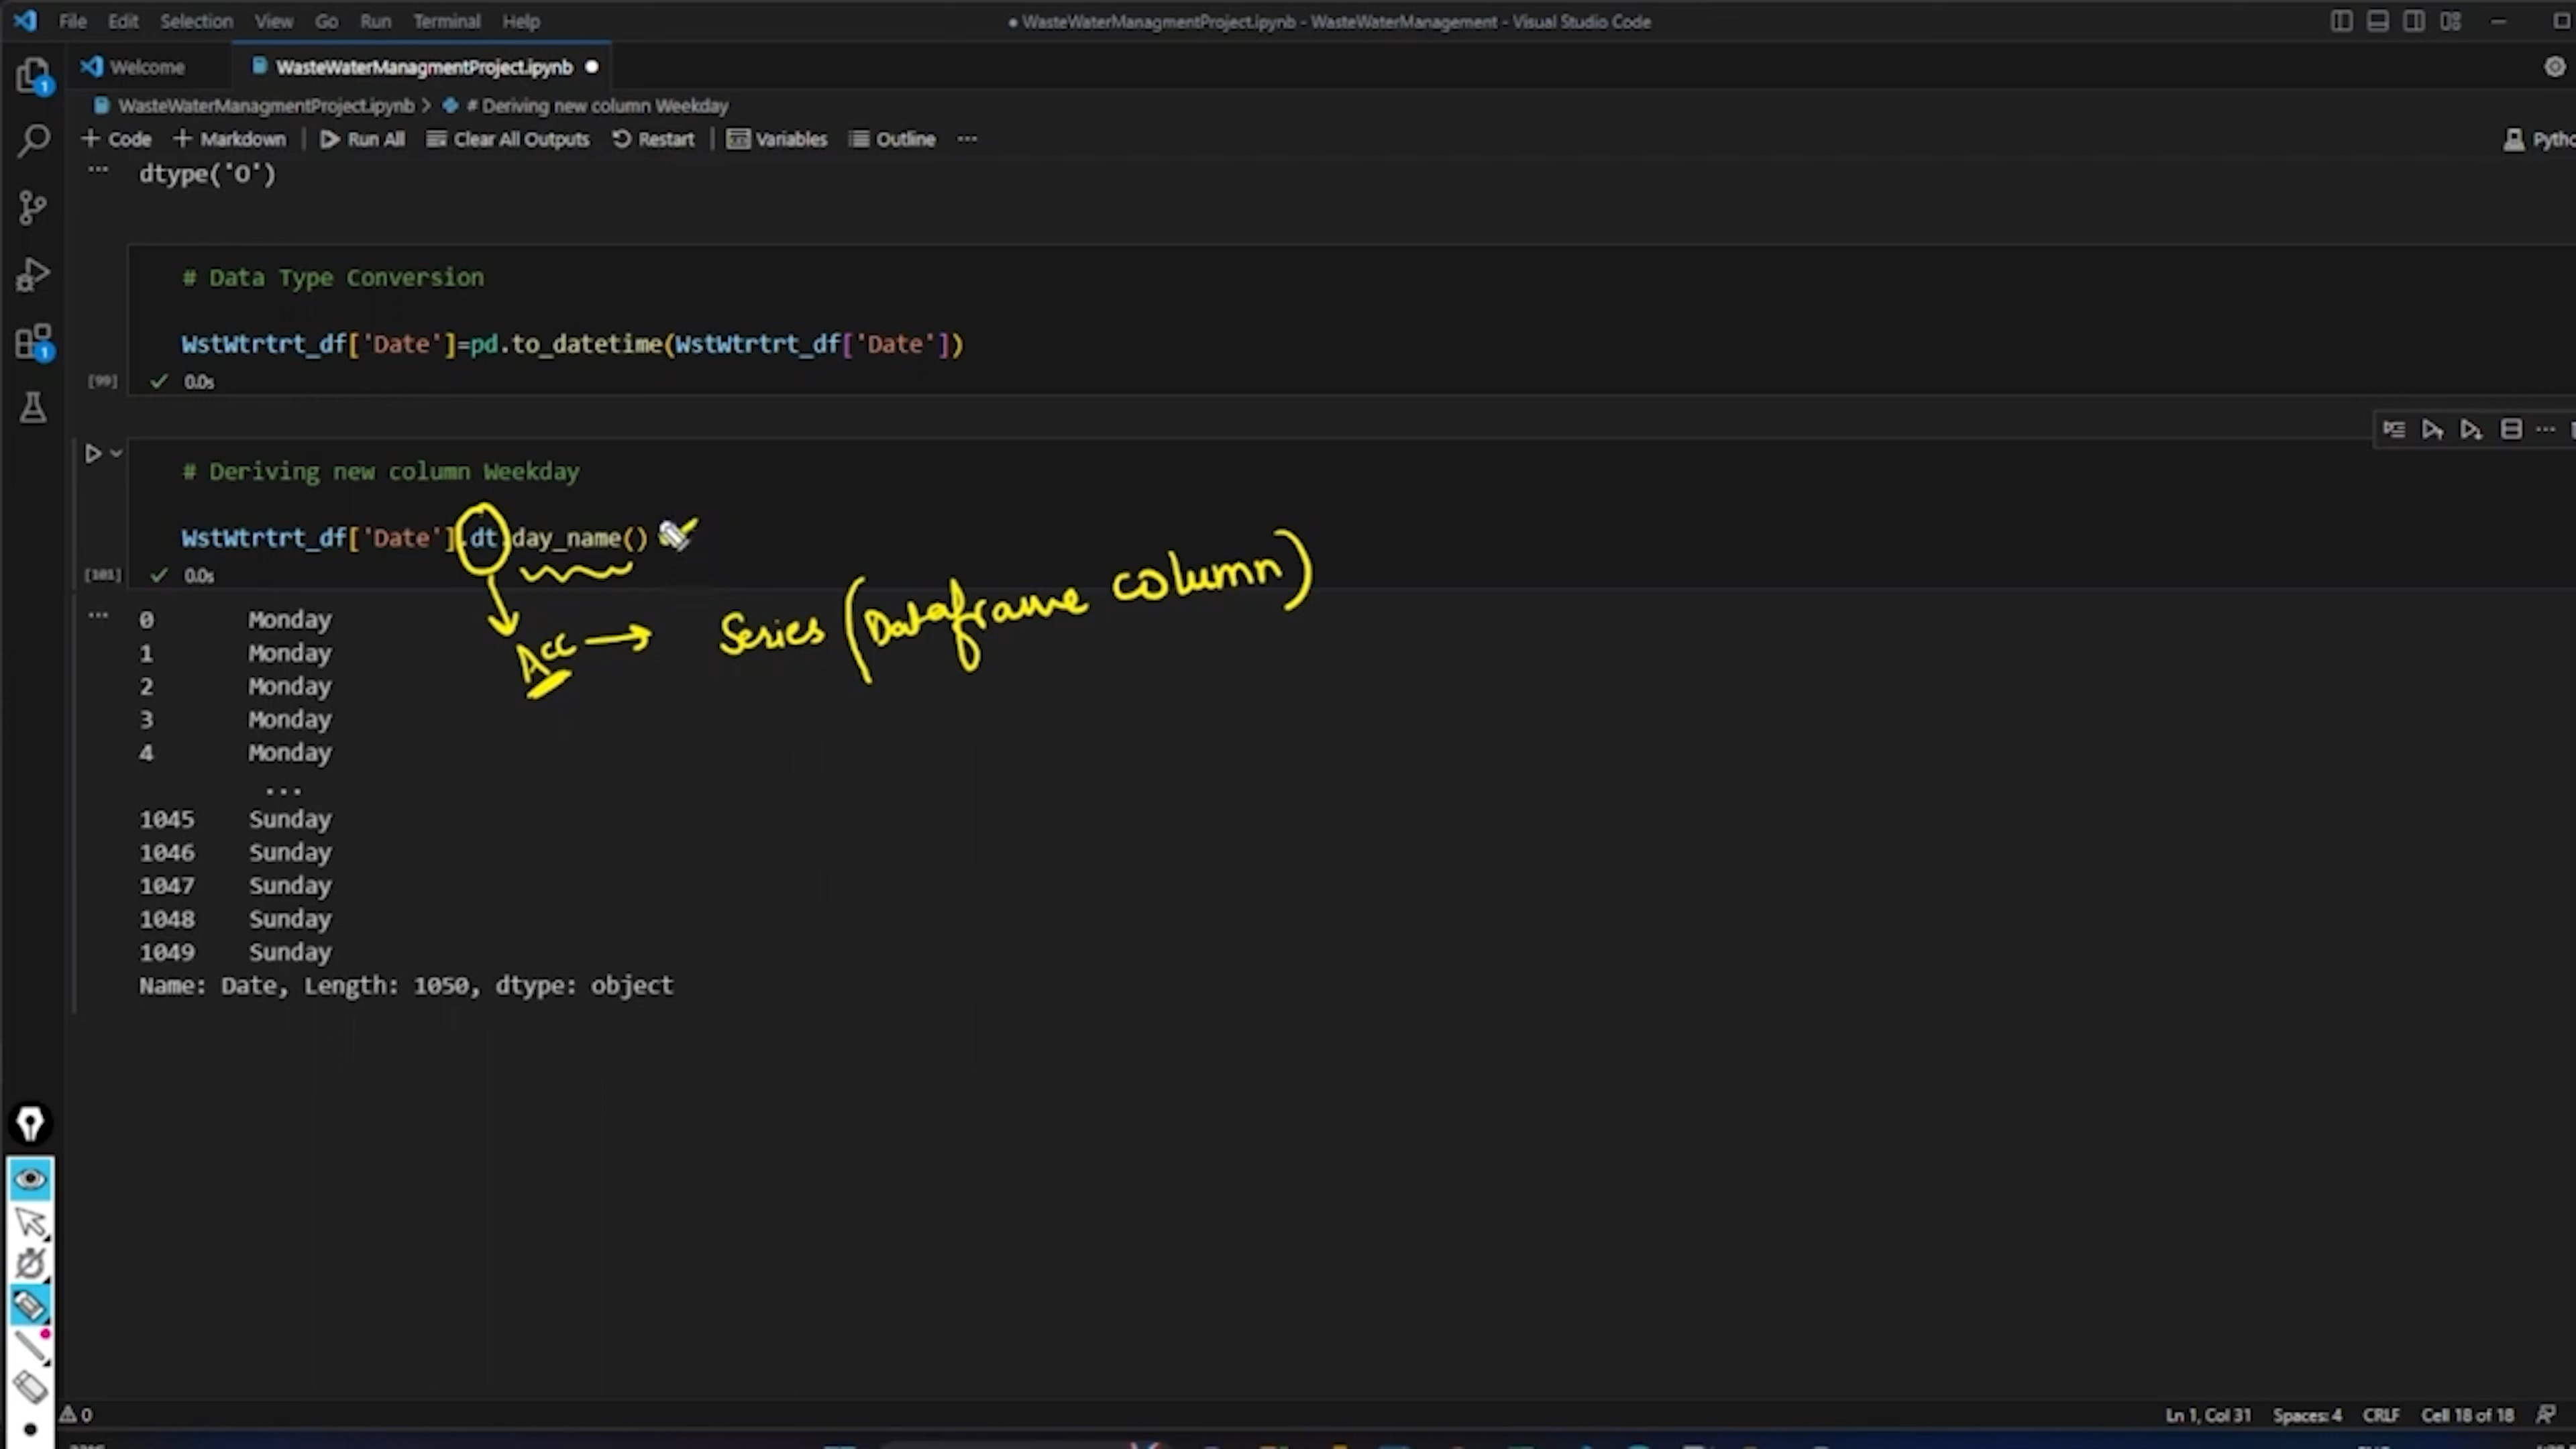 File Edit Selection View Go Run Terminal Help
● WasteWaterManagmentProject.ipynb - WasteWaterManagement - Visual Studio Code
Welcome
WasteWaterManagmentProject.ipynb ●
WasteWaterManagmentProject.ipynb > # Deriving new column Weekday
+ Code + Markdown | Run All Clear All Outputs Restart | Variables Outline ...
... dtype('O')
# Data Type Conversion
WstWtrtrt_df['Date']=pd.to_datetime(WstWtrtrt_df['Date'])
[99] ✓ 0.0s
# Deriving new column Weekday
WstWtrtrt_df['Date'].dt.day_name()
[101] ✓ 0.0s
Acc → Series (Dataframe column)
... 0 Monday
1 Monday
2 Monday
3 Monday
4 Monday
...
1045 Sunday
1046 Sunday
1047 Sunday
1048 Sunday
1049 Sunday
Name: Date, Length: 1050, dtype: object
1
1
0
Ln 1, Col 31 Spaces: 4 CRLF Cell 18 of 18